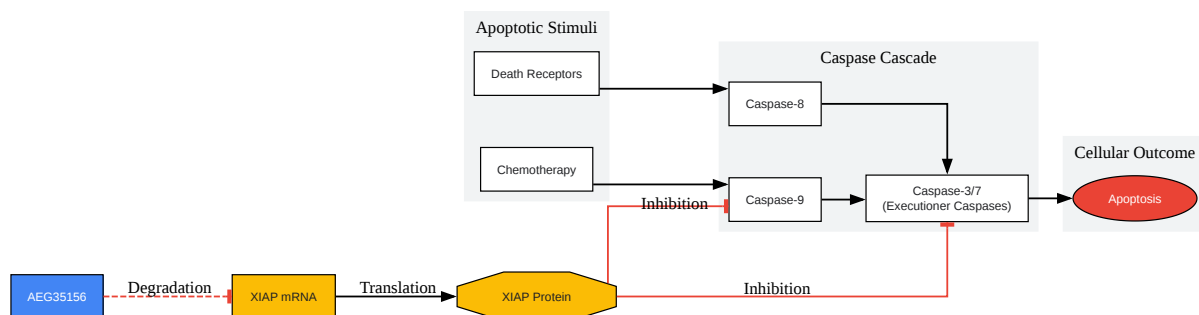 Apoptotic Stimuli
Death Receptors
Chemotherapy
Caspase Cascade
Caspase-8
Caspase-9
Caspase-3/7
(Executioner Caspases)
Cellular Outcome
Apoptosis
Inhibition
AEG35156
Degradation
XIAP mRNA
Translation
XIAP Protein
Inhibition